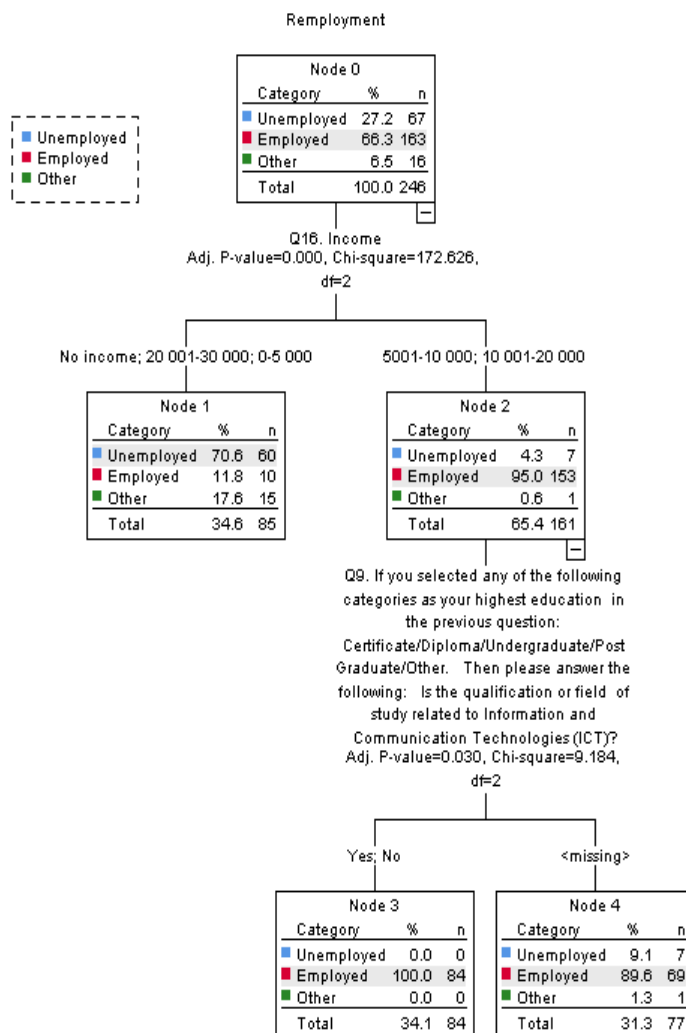 Remployment
Unemployed
Employed
Other
Node 0
Category % n
Unemployed 27.2 67
Employed 66.3 163
Other 6.5 16
Total 100.0 246
Q16. Income
Adj. P-value=0.000, Chi-square=172.626,
df=2
No income; 20 001-30 000; 0-5 000
5001-10 000; 10 001-20 000
Node 1
Category % n
Unemployed 70.6 60
Employed 11.8 10
Other 17.6 15
Total 34.6 85
Node 2
Category % n
Unemployed 4.3 7
Employed 95.0 153
Other 0.6 1
Total 65.4 161
Q9. If you selected any of the following
categories as your highest education in
the previous question:
Certificate/Diploma/Undergraduate/Post
Graduate/Other. Then please answer the
following: Is the qualification or field of
study related to Information and
Communication Technologies (ICT)?
Adj. P-value=0.030, Chi-square=9.184,
df=2
Yes; No
<missing>
Node 3
Category % n
Unemployed 0.0 0
Employed 100.0 84
Other 0.0 0
Total 34.1 84
Node 4
Category % n
Unemployed 9.1 7
Employed 89.6 69
Other 1.3 1
Total 31.3 77